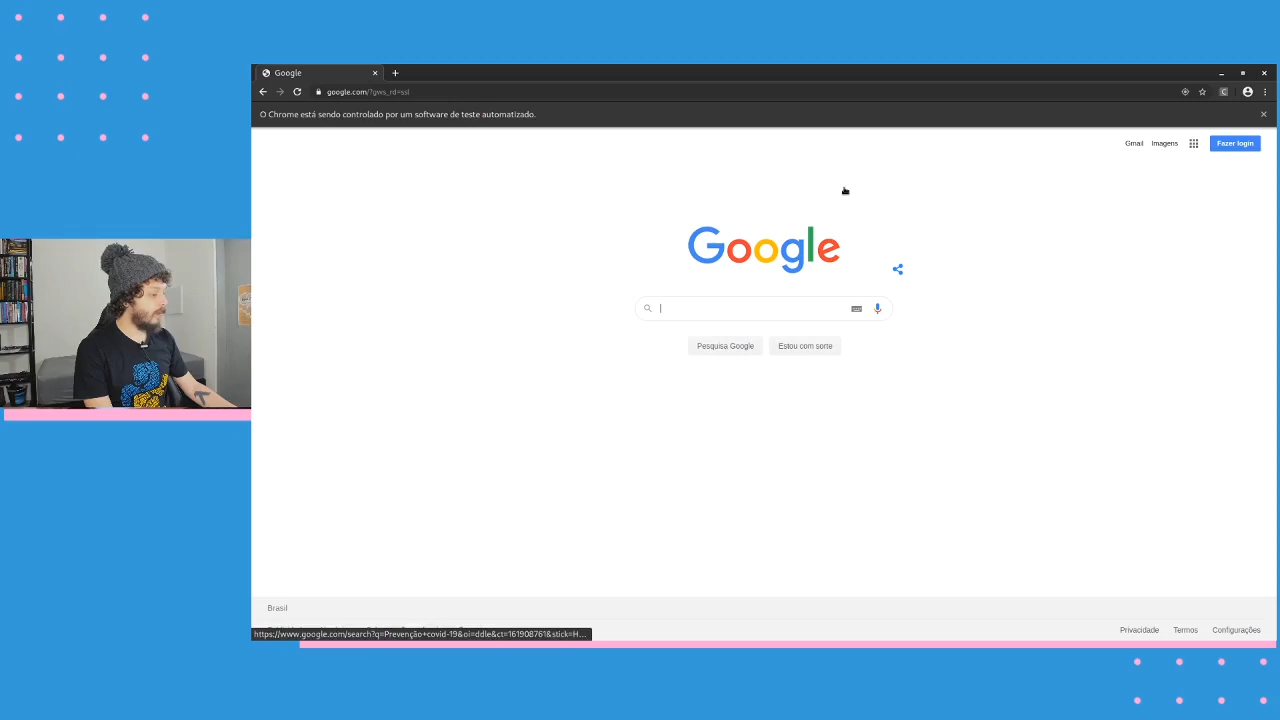 Google
google.com/?gws_rd=ssl
O Chrome está sendo controlado por um software de teste automatizado.
Gmail Imagens Fazer login
Google
Pesquisa Google Estou com sorte
Brasil
https://www.google.com/search?q=Prevenção+covid-19&oi=ddle&ct=161908761&stick=H...
Privacidade Termos Configurações